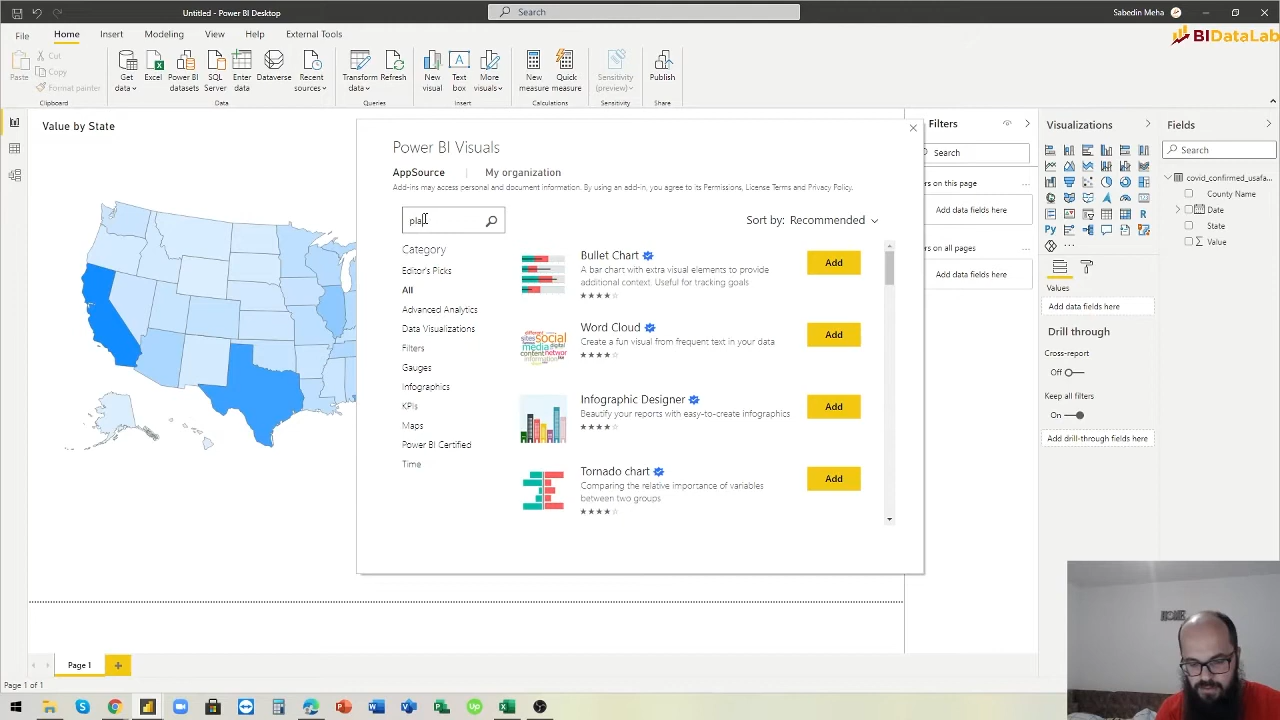 Untitled - Power BI Desktop
Search
Sabedin Meha
File
Home
Insert
Modeling
View
Help
External Tools
BIDataLab
Paste
Cut
Copy
Format painter
Clipboard
Get data
Excel
Power BI datasets
SQL Server
Enter data
Dataverse
Recent sources
Data
Transform data
Refresh
Queries
New visual
Text box
More visuals
Insert
New measure
Quick measure
Calculations
Sensitivity (preview)
Sensitivity
Publish
Share
Value by State
Power BI Visuals
AppSource | My organization
Add-ins may access personal and document information. By using an add-in, you agree to its Permissions, License Terms and Privacy Policy.
pla
Sort by: Recommended
Category
Editor's Picks
All
Advanced Analytics
Data Visualizations
Filters
Gauges
Infographics
KPIs
Maps
Power BI Certified
Time
Bullet Chart
A bar chart with extra visual elements to provide
additional context. Useful for tracking goals
Add
Word Cloud
Create a fun visual from frequent text in your data
Add
Infographic Designer
Beautify your reports with easy-to-create infographics
Add
Tornado chart
Comparing the relative importance of variables
between two groups
Add
Filters
Search
rs on this page
Add data fields here
rs on all pages
Add data fields here
Visualizations
Values
Add data fields here
Drill through
Cross-report
Off
Keep all filters
On
Add drill-through fields here
Fields
Search
covid_confirmed_usafa...
County Name
Date
State
Value
Page 1
Page 1 of 1
HOME